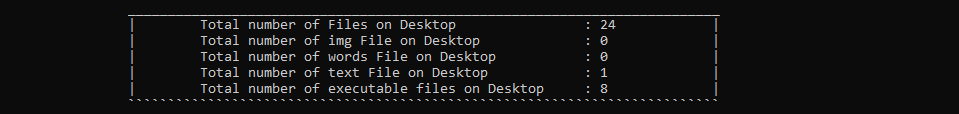 Total number of Files on Desktop : 24
Total number of img File on Desktop : 0
Total number of words File on Desktop : 0
Total number of text File on Desktop : 1
Total number of executable files on Desktop : 8